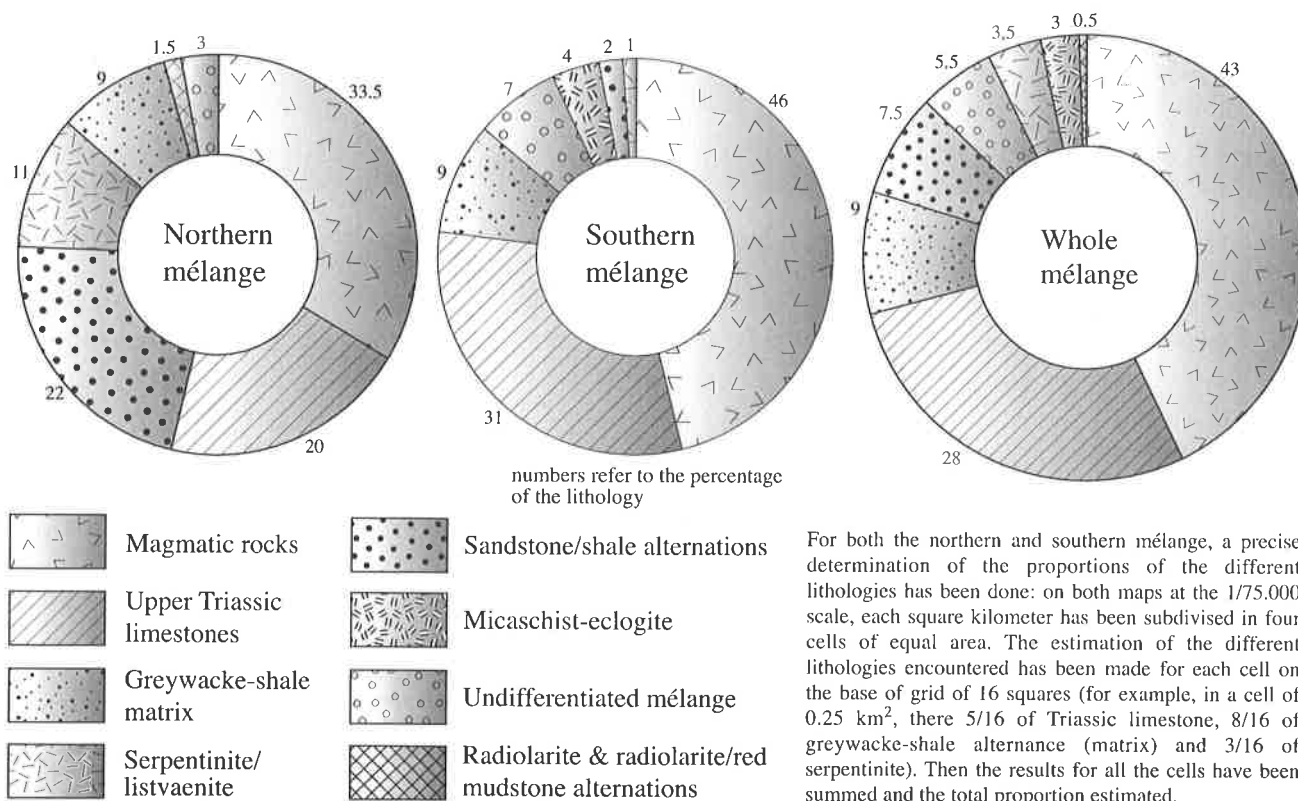 1.5
3
9
33.5
11
22
20
Northern
mélange
4
2
1
7
46
9
31
Southern
mélange
3
0.5
3,5
5.5
43
7.5
9
28
Whole
mélange
numbers refer to the percentage
of the lithology
Magmatic rocks
Upper Triassic
limestones
Greywacke-shale
matrix
Serpentinite/
listvaenite
Sandstone/shale alternations
Micaschist-eclogite
Undifferentiated mélange
Radiolarite & radiolarite/red
mudstone alternations
For both the northern and southern mélange, a precise
determination of the proportions of the different
lithologies has been done: on both maps at the 1/75.000
scale, each square kilometer has been subdivised in four
cells of equal area. The estimation of the different
lithologies encountered has been made for each cell on
the base of grid of 16 squares (for example, in a cell of
0.25 km², there 5/16 of Triassic limestone, 8/16 of
greywacke-shale alternance (matrix) and 3/16 of
serpentinite). Then the results for all the cells have been
summed and the total proportion estimated.